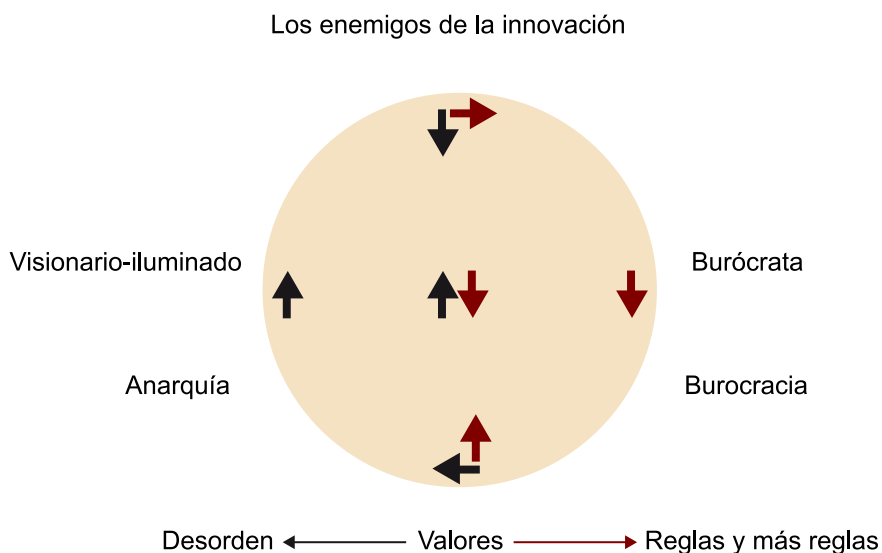 Los enemigos de la innovación
Visionario-iluminado
Burócrata
Anarquía
Burocracia
Desorden
Valores
Reglas y más reglas